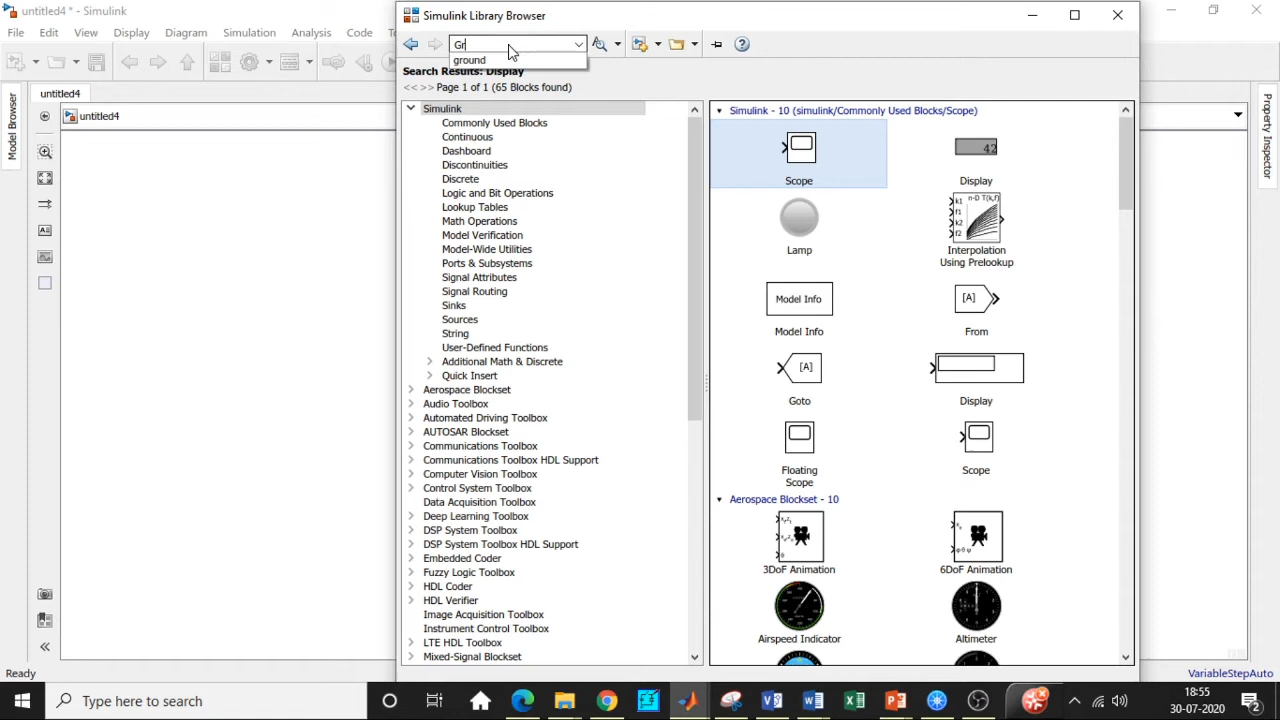 untitled4 * - Simulink
File Edit View Display Diagram Simulation Analysis Code
untitled4
untitled4
Model Browser
Property Inspector
Simulink Library Browser
Gr
ground
Search Results: Display
<< >> Page 1 of 1 (65 Blocks found)
Simulink
Commonly Used Blocks
Continuous
Dashboard
Discontinuities
Discrete
Logic and Bit Operations
Lookup Tables
Math Operations
Model Verification
Model-Wide Utilities
Ports & Subsystems
Signal Attributes
Signal Routing
Sinks
Sources
String
User-Defined Functions
Additional Math & Discrete
Quick Insert
Aerospace Blockset
Audio Toolbox
Automated Driving Toolbox
AUTOSAR Blockset
Communications Toolbox
Communications Toolbox HDL Support
Computer Vision Toolbox
Control System Toolbox
Data Acquisition Toolbox
Deep Learning Toolbox
DSP System Toolbox
DSP System Toolbox HDL Support
Embedded Coder
Fuzzy Logic Toolbox
HDL Coder
HDL Verifier
Image Acquisition Toolbox
Instrument Control Toolbox
LTE HDL Toolbox
Mixed-Signal Blockset
Simulink - 10 (simulink/Commonly Used Blocks/Scope)
42
Scope
Display
n-D T(k,f)
k1
f1
k2
f2
Lamp
Interpolation
Using Prelookup
Model Info
[A]
Model Info
From
[A]
Goto
Display
Floating
Scope
Scope
Aerospace Blockset - 10
3DoF Animation
6DoF Animation
Airspeed Indicator
Altimeter
Ready
VariableStepAuto
Type here to search
18:55
30-07-2020
2